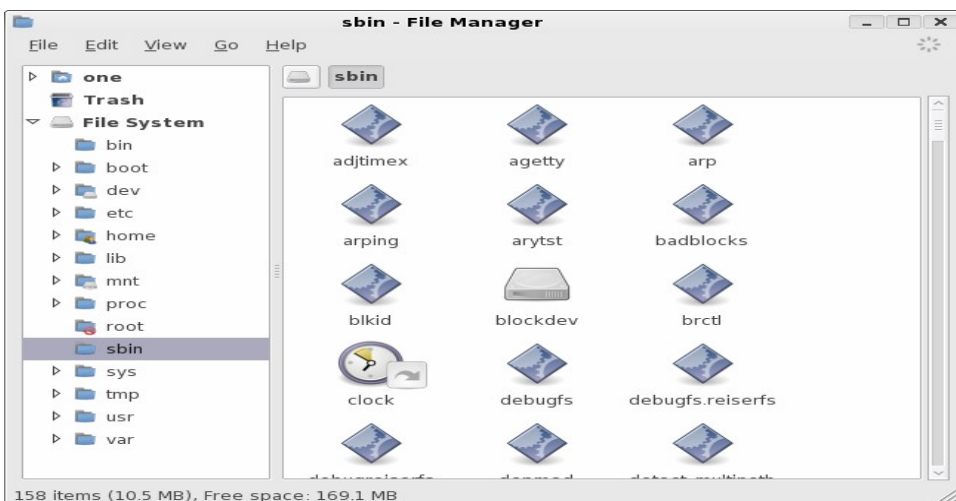 sbin - File Manager
File Edit View Go Help
one
Trash
File System
bin
boot
dev
etc
home
lib
mnt
proc
root
sbin
sys
tmp
usr
var
sbin
adjtimex agetty arp
arping arytst badblocks
blkid blockdev brctl
clock debugfs debugfs.reiserfs
158 items (10.5 MB), Free space: 169.1 MB